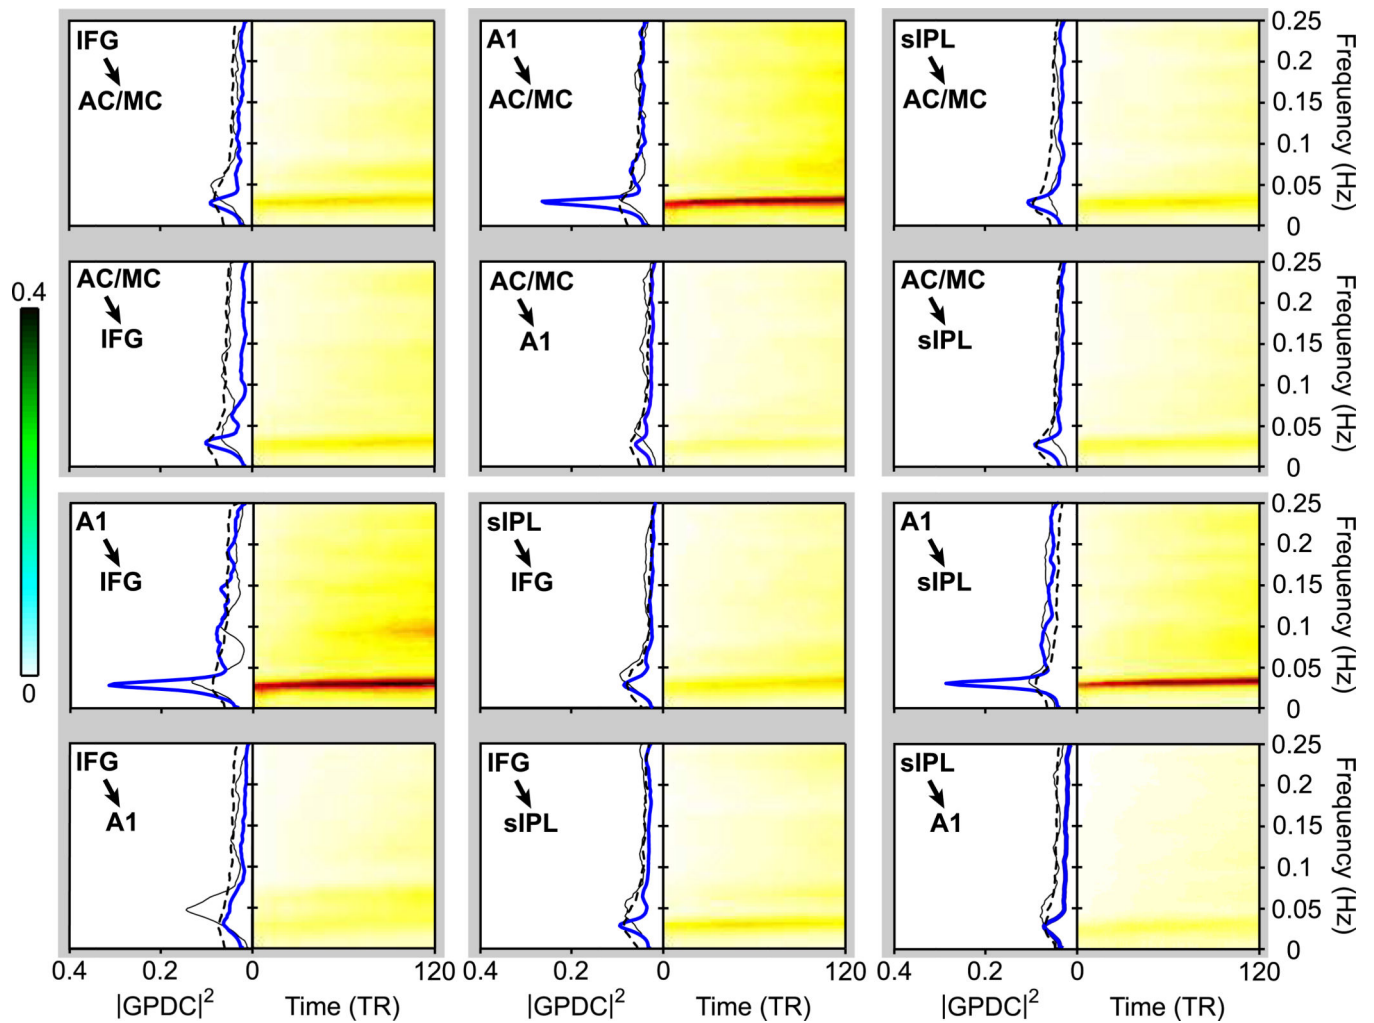 IFG
AC/MC
A1
AC/MC
sIPL
AC/MC
0.25
0.2
0.15
0.1
0.05
0
Frequency (Hz)
AC/MC
IFG
AC/MC
A1
AC/MC
sIPL
0.25
0.2
0.15
0.1
0.05
0
Frequency (Hz)
0.4
0
A1
IFG
sIPL
IFG
A1
sIPL
0.25
0.2
0.15
0.1
0.05
0
Frequency (Hz)
IFG
A1
IFG
sIPL
sIPL
A1
0.25
0.2
0.15
0.1
0.05
0
Frequency (Hz)
0.4 0.2 0 120 0.2 0 120 0.4 0.2 0 120
|GPDC|² Time (TR) |GPDC|² Time (TR) |GPDC|² Time (TR)